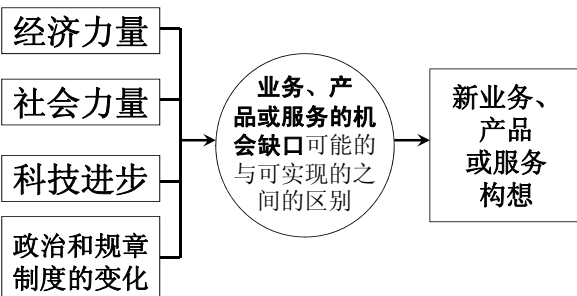 经济力量
社会力量
科技进步
政治和规章
制度的变化
业务、产
品或服务的机
会缺口可能的
与可实现的之
间的区别
新业务、
产品
或服务
构想